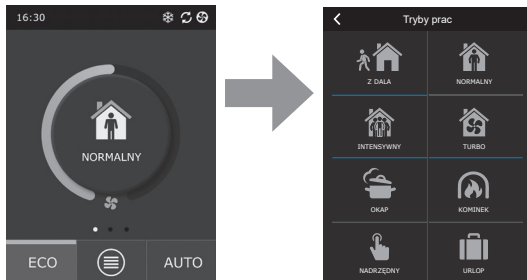 16:30
NORMALNY
ECO
AUTO
Tryby prac
Z DALA
NORMALNY
INTENSYWNY
TURBO
OKAP
KOMINEK
NADRZĘDNY
URLOP